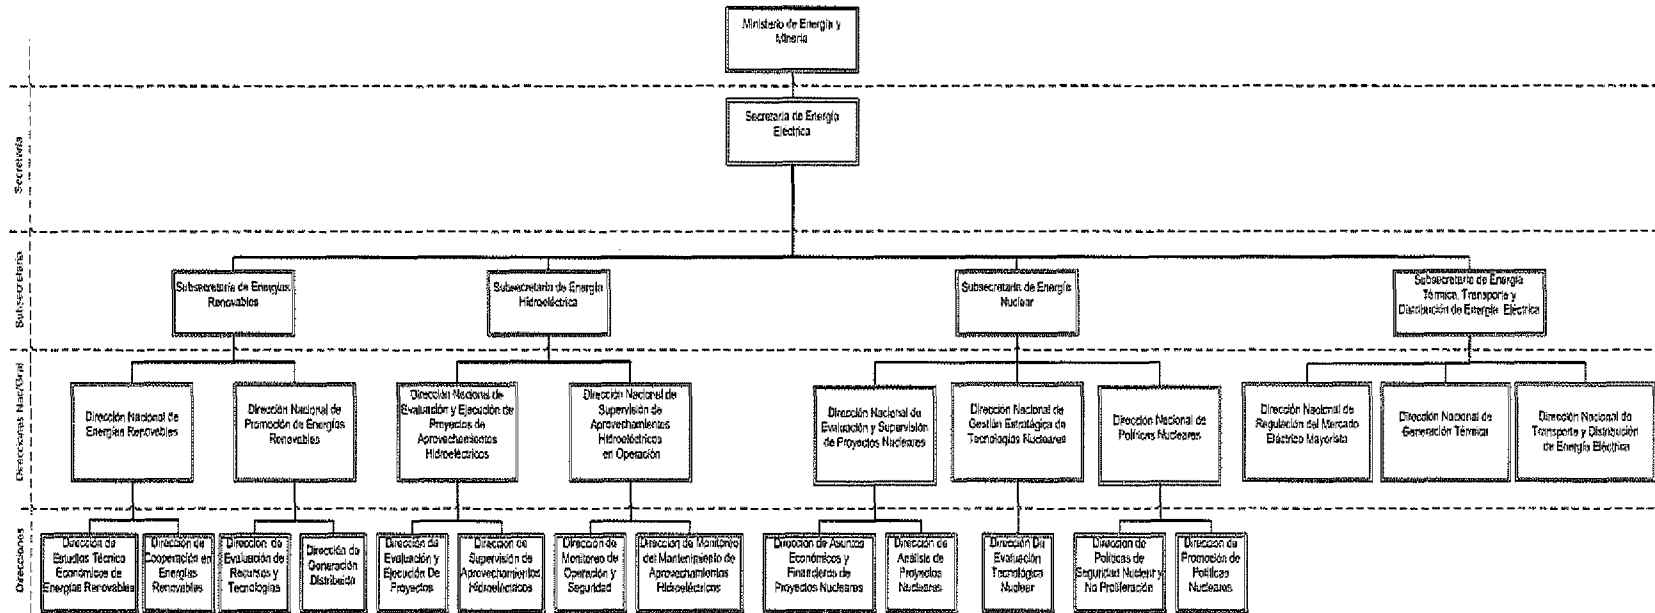 Ministerio de Energía y
Minería
Secretaría de Energía
Eléctrica
Secretaría
Subsecretaría
Subsecretaría de Energías
Renovables
Subsecretaría de Energía
Hidroeléctrica
Subsecretaría de Energía
Nuclear
Subsecretaría de Energía
Térmica, Transporte y
Distribución de Energía Eléctrica
Direcciones Nac/Gral
Dirección Nacional de
Energías Renovables
Dirección Nacional de
Promoción de Energías
Renovables
Dirección Nacional de
Evaluación y Ejecución de
Proyectos de
Aprovechamientos
Hidroeléctricos
Dirección Nacional de
Supervisión de
Aprovechamientos
Hidroeléctricos
en Operación
Dirección Nacional de
Evaluación y Supervisión
de Proyectos Nucleares
Dirección Nacional de
Gestión Estratégica de
Tecnologías Nucleares
Dirección Nacional de
Políticas Nucleares
Dirección Nacional de
Regulación del Mercado
Eléctrico Mayorista
Dirección Nacional de
Generación Térmica
Dirección Nacional de
Transporte y Distribución
de Energía Eléctrica
Direcciones
Dirección de
Estudios Técnico
Económicos de
Energías Renovables
Dirección de
Cooperación en
Energías
Renovables
Dirección de
Evaluación de
Recursos y
Tecnologías
Dirección de
Generación
Distribuida
Dirección de
Evaluación y
Ejecución De
Proyectos
Dirección de
Supervisión de
Aprovechamientos
Hidroeléctricos
Dirección de
Monitoreo de
Operación y
Seguridad
Dirección de Monitoreo
del Mantenimiento de
Aprovechamientos
Hidroeléctricos
Dirección de Asuntos
Económicos y
Financieros de
Proyectos Nucleares
Dirección de
Análisis de
Proyectos
Nucleares
Dirección De
Evaluación
Tecnológica
Nuclear
Dirección de
Políticas de
Seguridad Nuclear y
No Proliferación
Dirección de
Promoción de
Políticas
Nucleares